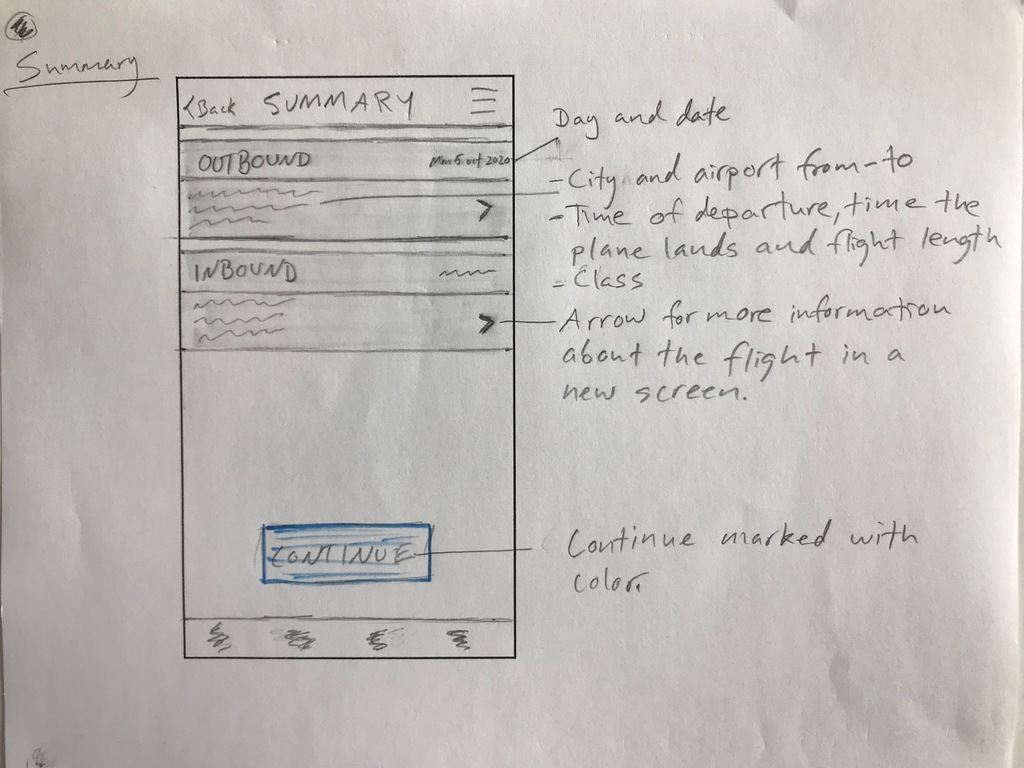 Summary
<Back SUMMARY
Day and date
OUTBOUND Mon 5 oct 2020
- City and airport from - to
- Time of departure, time the
plane lands and flight length
- Class
INBOUND
Arrow for more information
about the flight in a
new screen.
CONTINUE
Continue marked with
color.